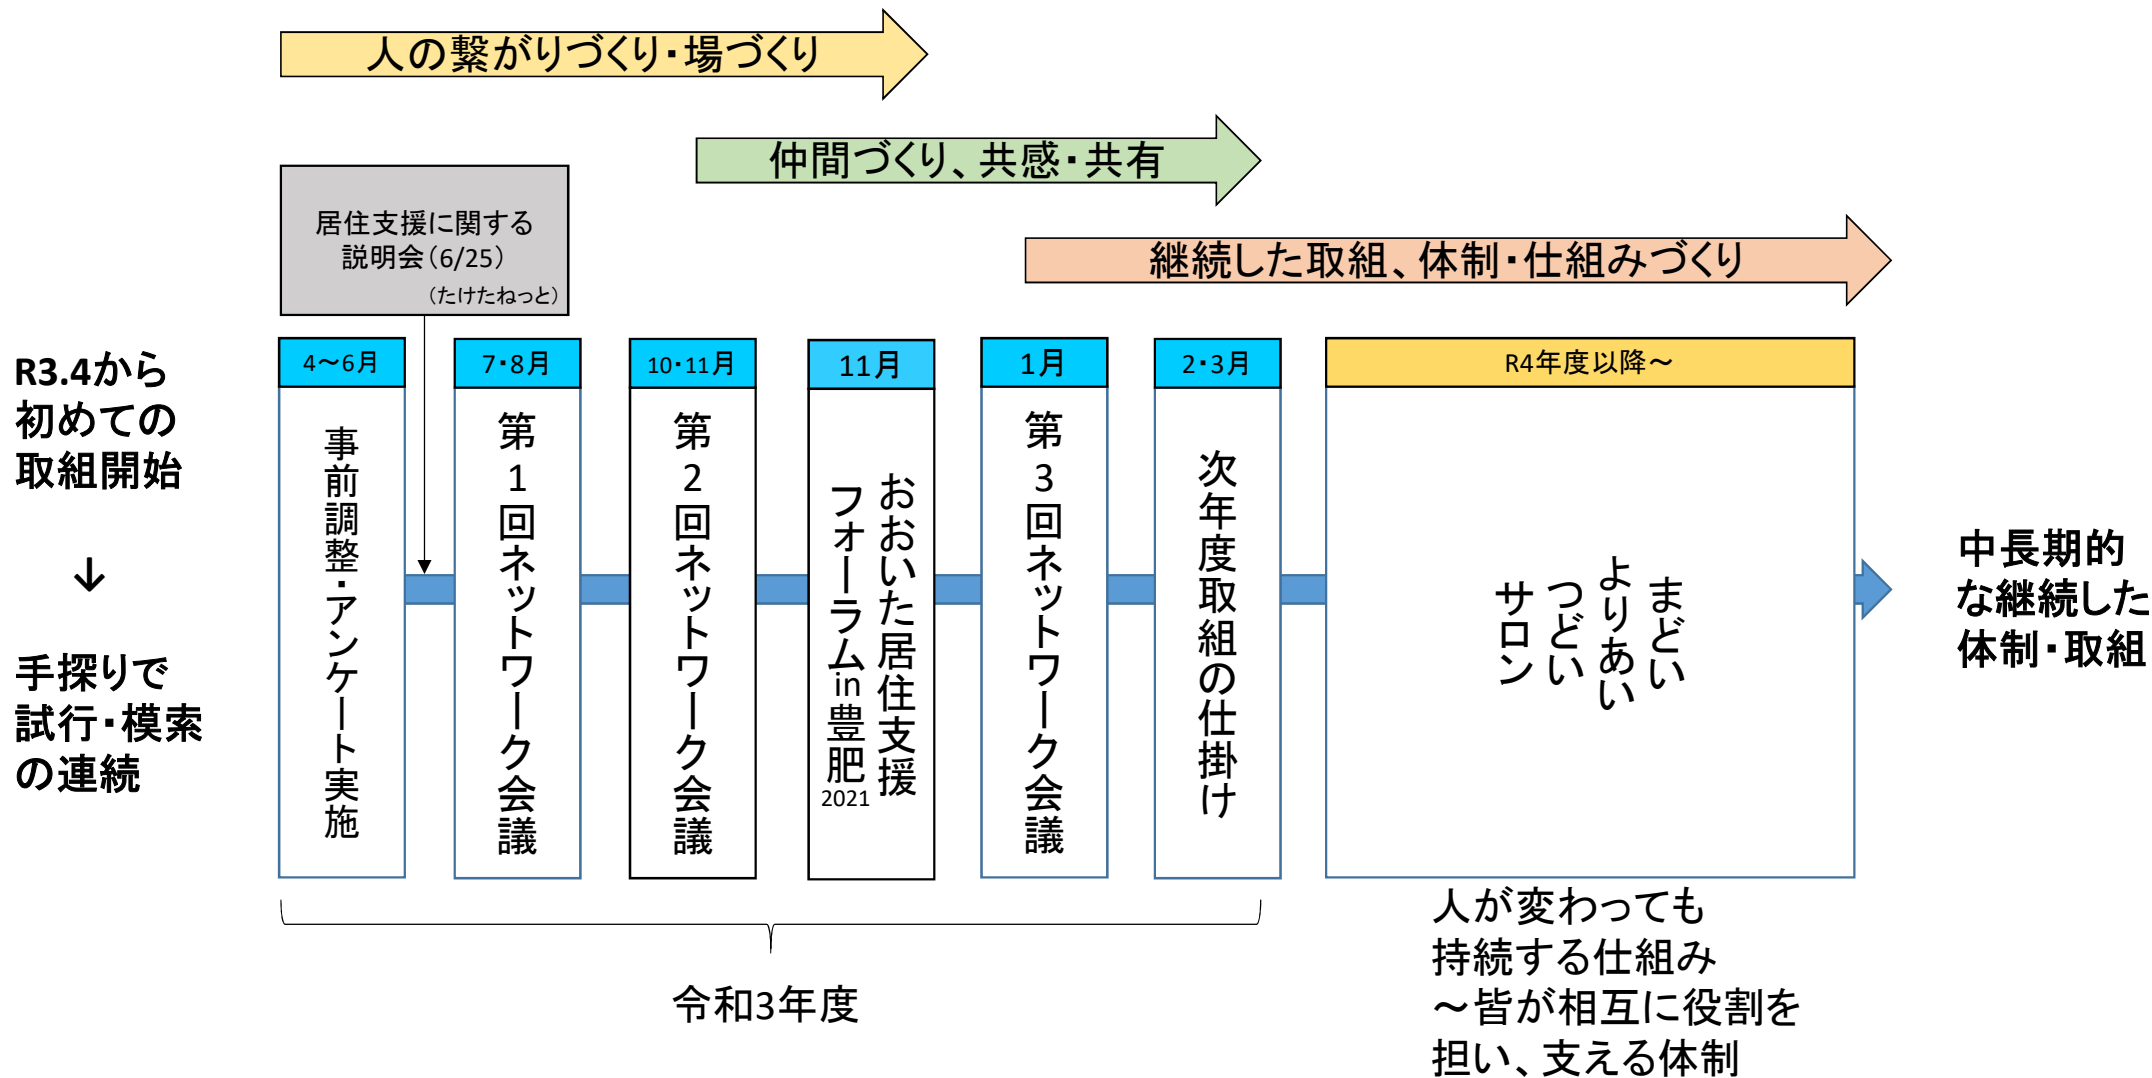 人の繋がりづくり・場づくり
仲間づくり、共感・共有
継続した取組、体制・仕組みづくり
居住支援に関する
説明会（6/25）
（たけたねっと）
R3.4から
初めての
取組開始
↓
手探りで
試行・模索
の連続
4～6月
事前調整・アンケート実施
7・8月
第1回ネットワーク会議
10・11月
第2回ネットワーク会議
11月
おおいた居住支援
フォーラムin豊肥
2021
1月
第3回ネットワーク会議
2・3月
次年度取組の仕掛け
R4年度以降～
まどい
よりあい
つどい
サロン
中長期的
な継続した
体制・取組
令和3年度
人が変わっても
持続する仕組み
～皆が相互に役割を
担い、支える体制